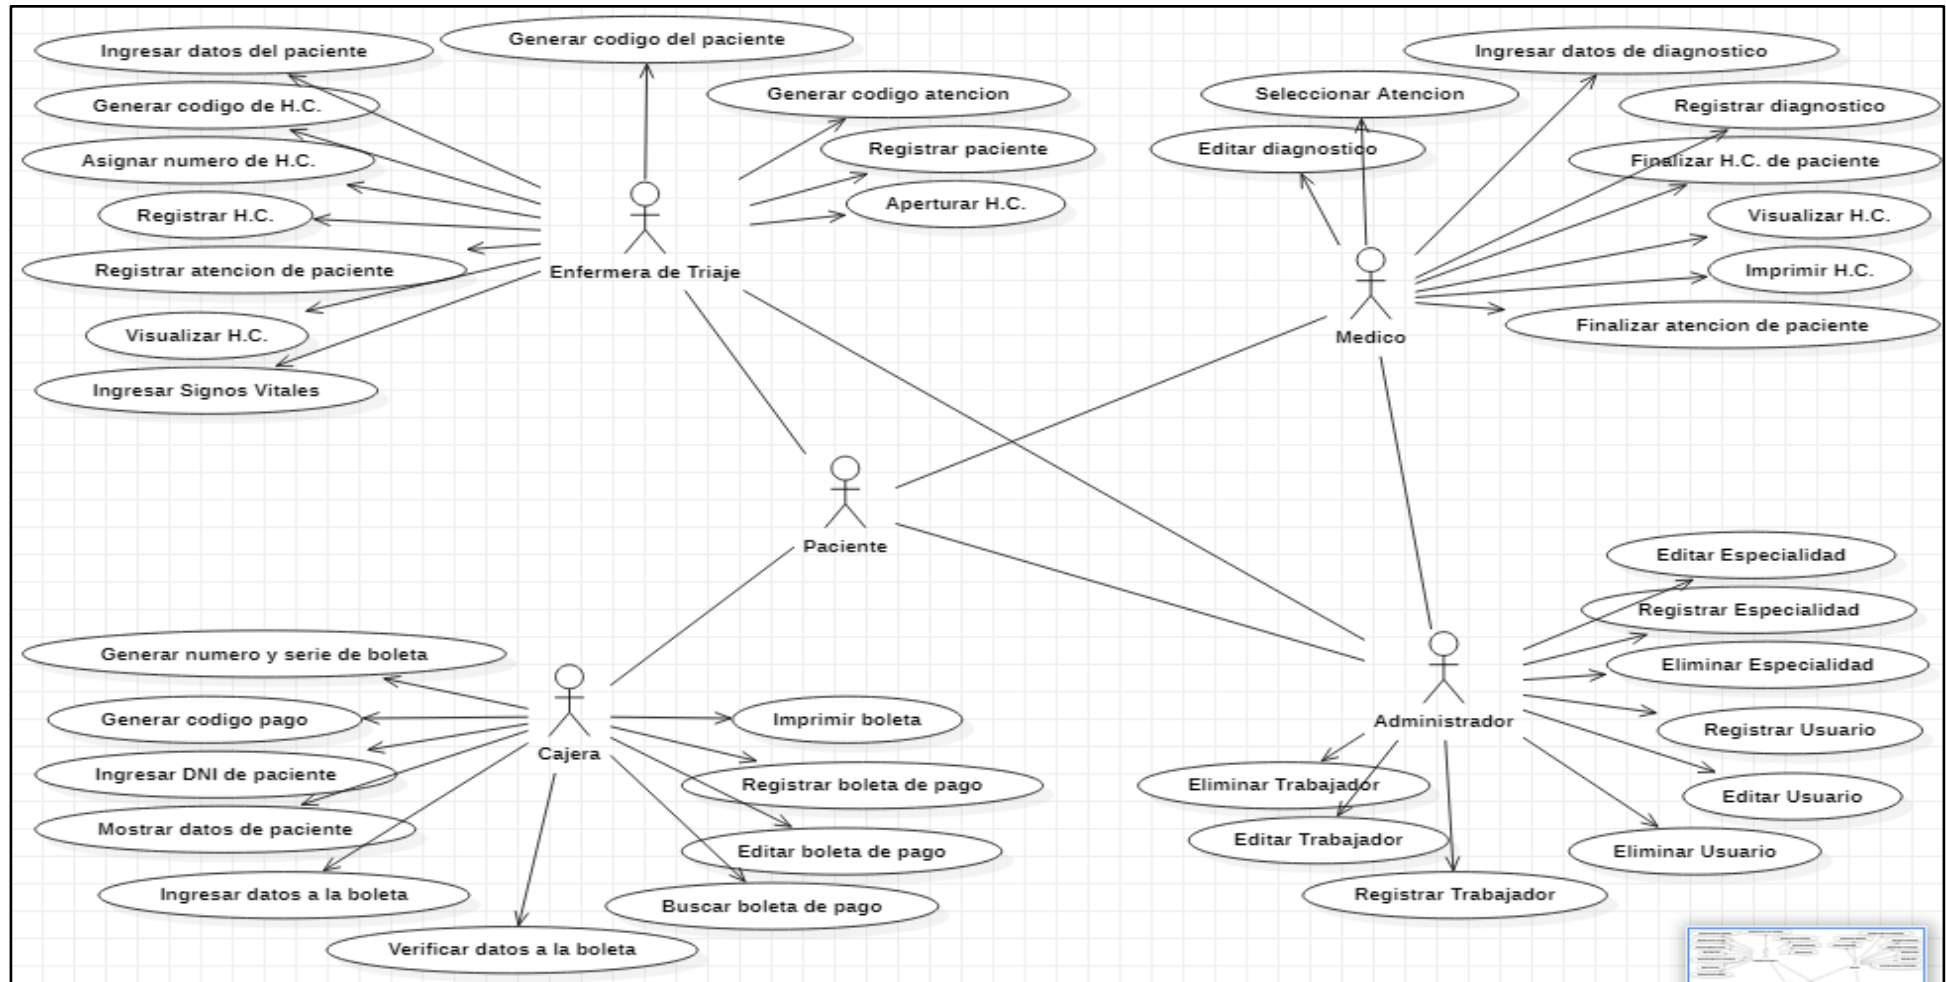 Ingresar datos del paciente
Generar codigo del paciente
Generar codigo de H.C.
Generar codigo atencion
Asignar numero de H.C.
Registrar paciente
Registrar H.C.
Aperturar H.C.
Registrar atencion de paciente
Enfermera de Triaje
Visualizar H.C.
Ingresar Signos Vitales
Ingresar datos de diagnostico
Seleccionar Atencion
Registrar diagnostico
Editar diagnostico
Finalizar H.C. de paciente
Visualizar H.C.
Imprimir H.C.
Finalizar atencion de paciente
Medico
Paciente
Generar numero y serie de boleta
Generar codigo pago
Imprimir boleta
Cajera
Ingresar DNI de paciente
Registrar boleta de pago
Mostrar datos de paciente
Editar boleta de pago
Ingresar datos a la boleta
Buscar boleta de pago
Verificar datos a la boleta
Editar Especialidad
Registrar Especialidad
Eliminar Especialidad
Administrador
Registrar Usuario
Eliminar Trabajador
Editar Usuario
Editar Trabajador
Eliminar Usuario
Registrar Trabajador